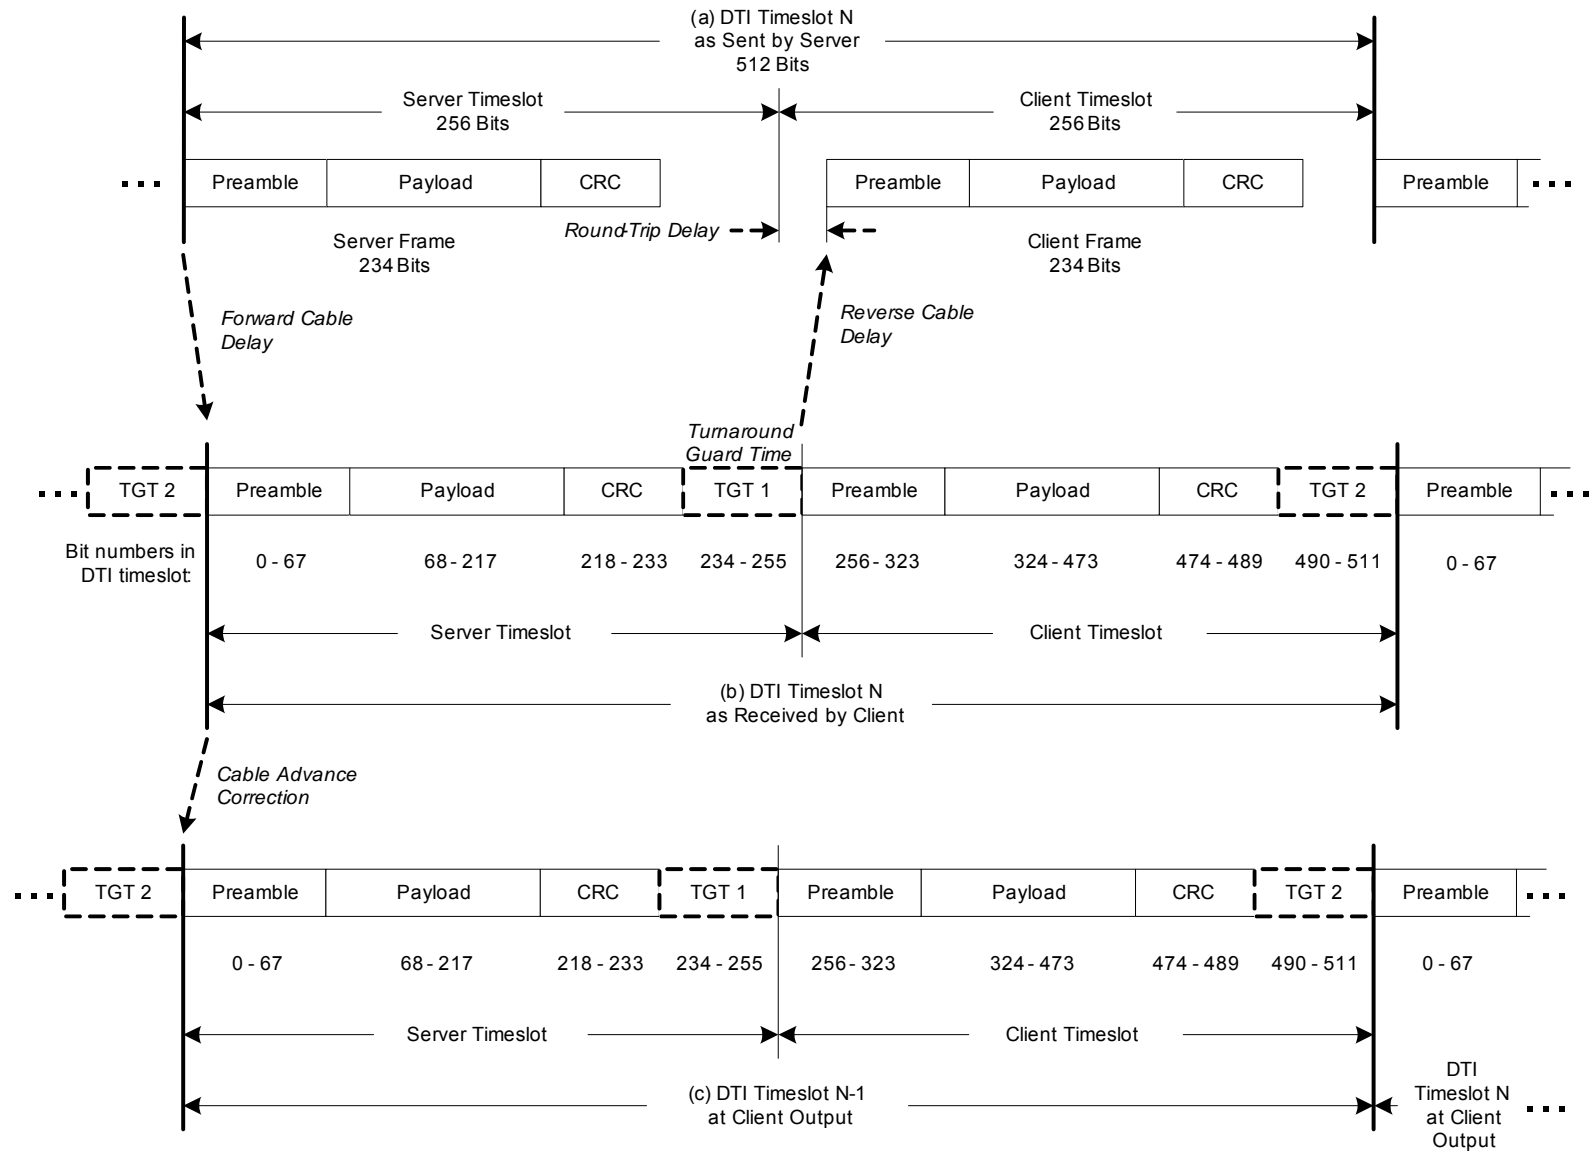 (a) DTI Timeslot N
as Sent by Server
512 Bits
Server Timeslot
256 Bits
Client Timeslot
256 Bits
Preamble Payload CRC Preamble Payload CRC Preamble
Round-Trip Delay
Server Frame
234 Bits
Client Frame
234 Bits
Forward Cable
Delay
Reverse Cable
Delay
Turnaround
Guard Time
TGT 2 Preamble Payload CRC TGT 1 Preamble Payload CRC TGT 2 Preamble
Bit numbers in
DTI timeslot:
0 - 67 68 - 217 218 - 233 234 - 255 256 - 323 324 - 473 474 - 489 490 - 511 0 - 67
Server Timeslot Client Timeslot
(b) DTI Timeslot N
as Received by Client
Cable Advance
Correction
TGT 2 Preamble Payload CRC TGT 1 Preamble Payload CRC TGT 2 Preamble
0 - 67 68 - 217 218 - 233 234 - 255 256 - 323 324 - 473 474 - 489 490 - 511 0 - 67
Server Timeslot Client Timeslot
(c) DTI Timeslot N-1
at Client Output
DTI
Timeslot N
at Client
Output